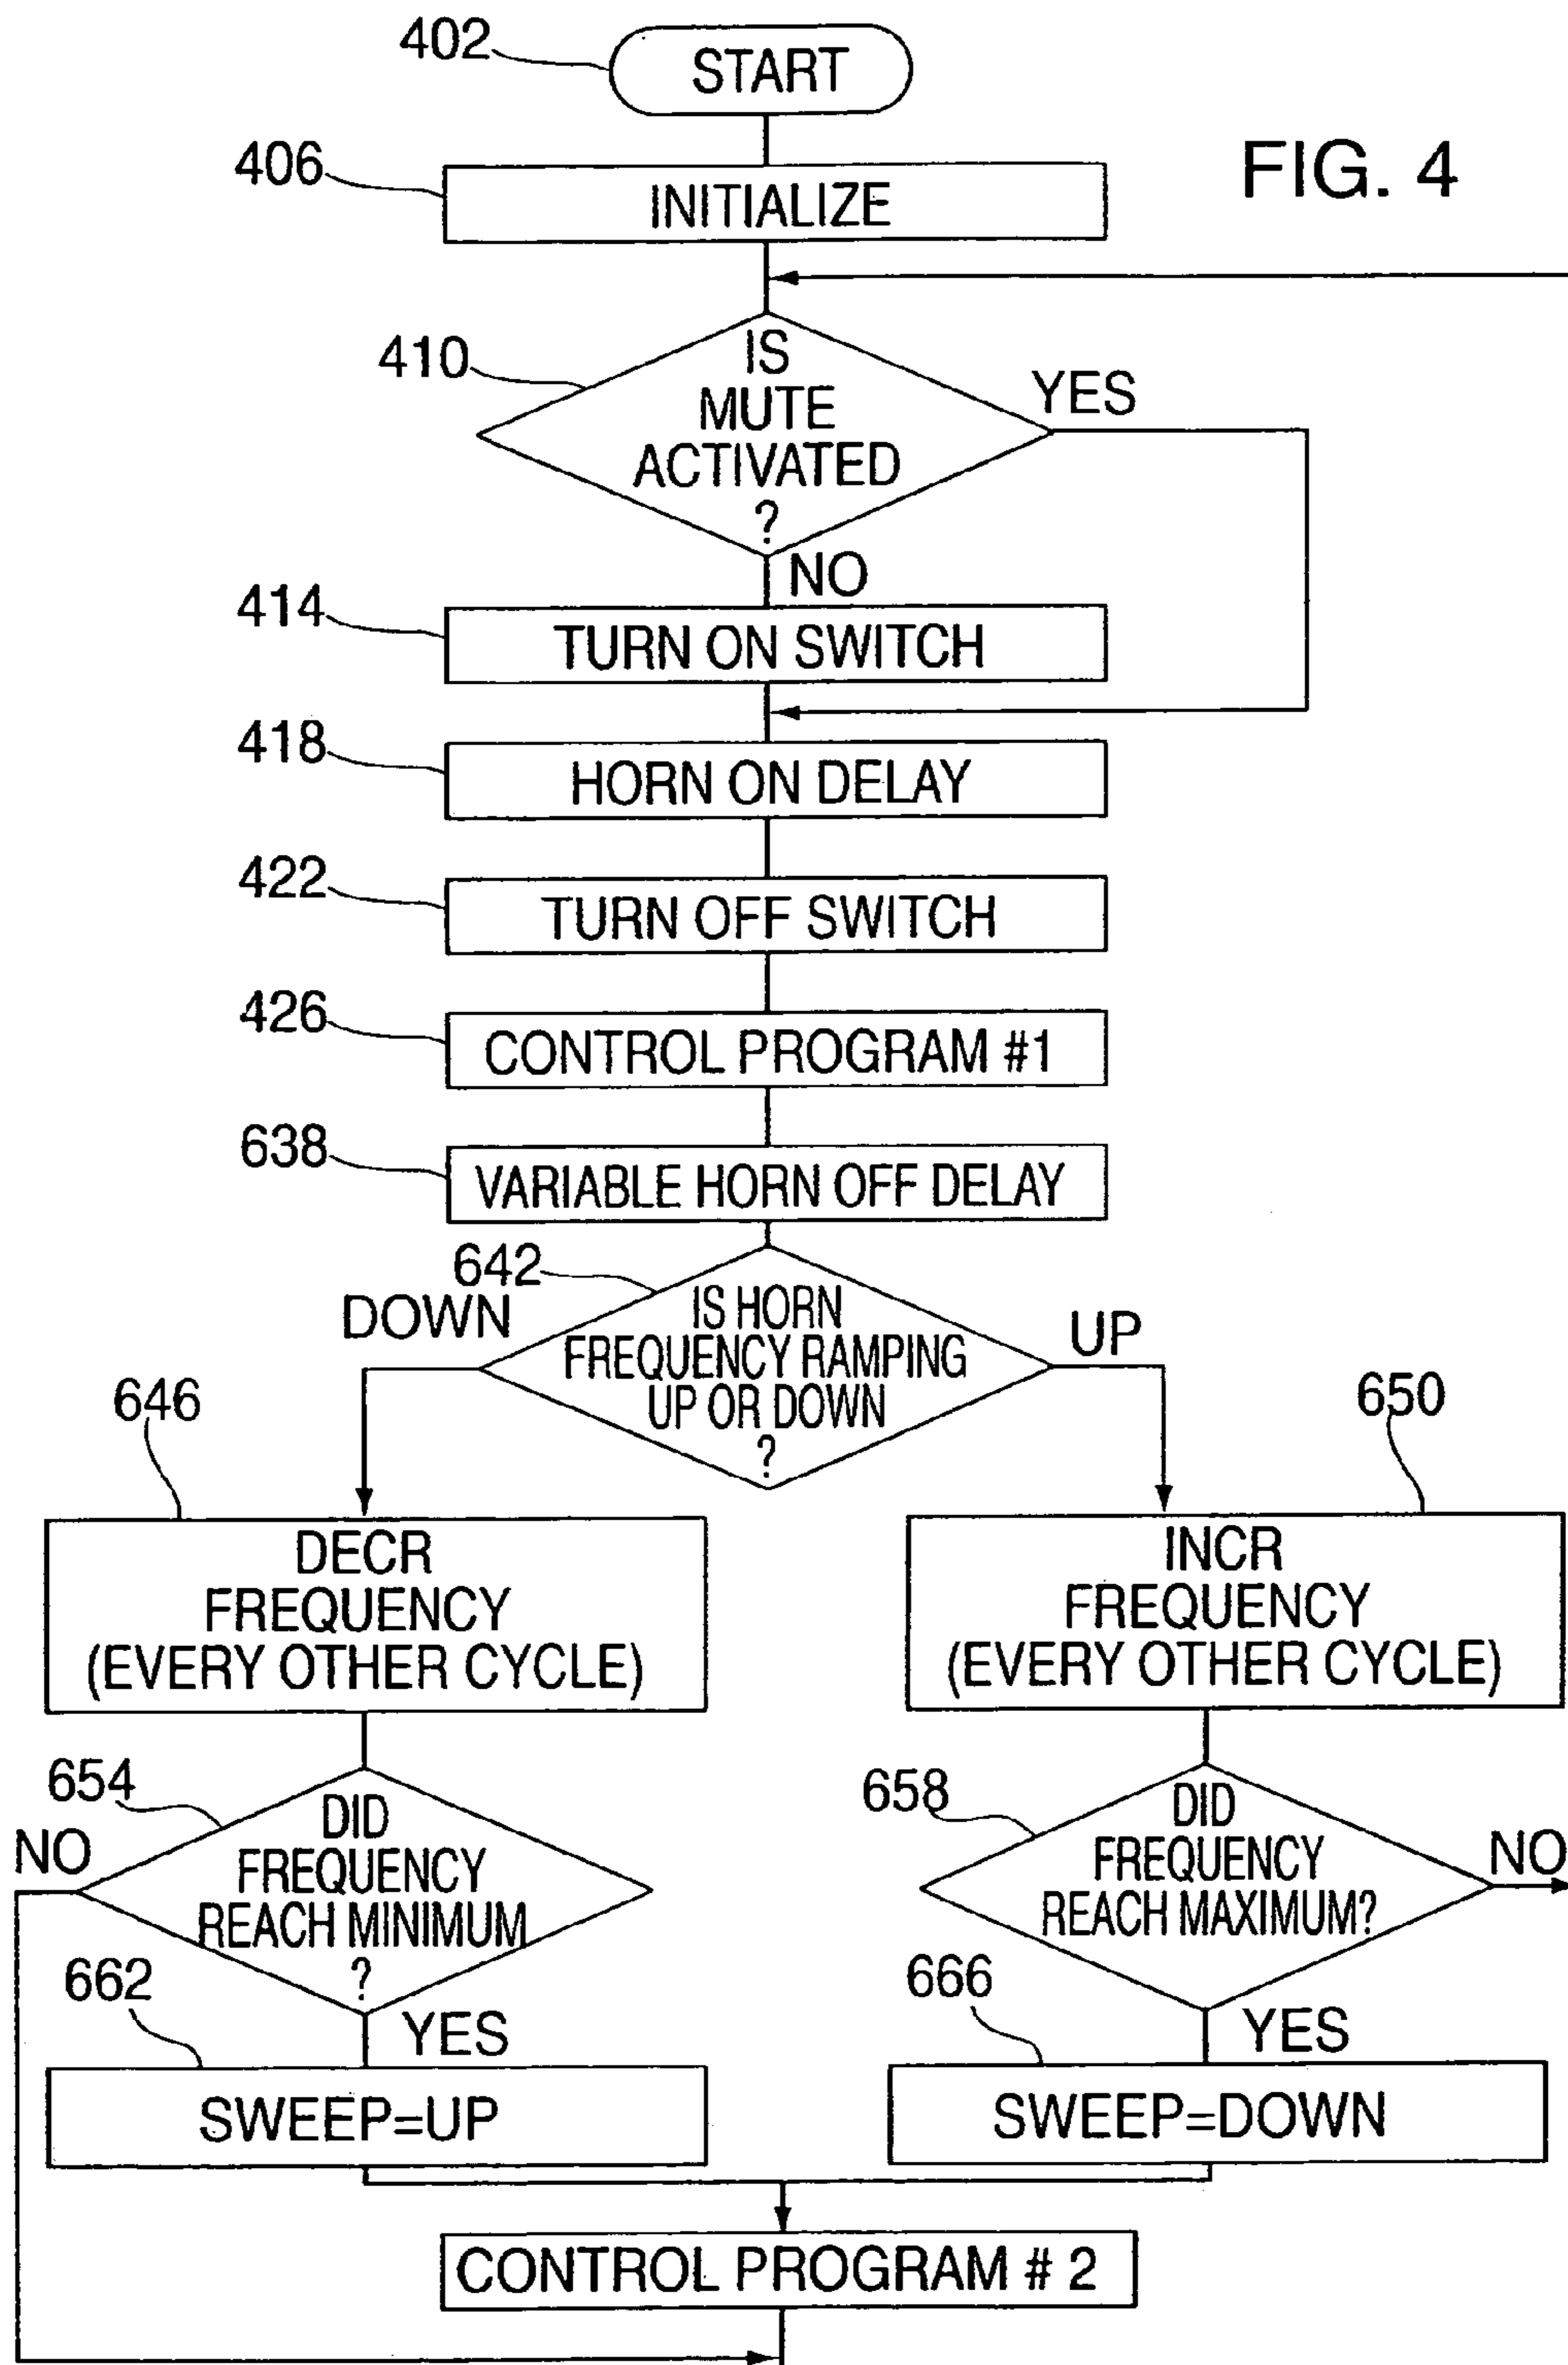 402
START
FIG. 4
406
INITIALIZE
410
IS
MUTE
ACTIVATED
?
YES
NO
414
TURN ON SWITCH
418
HORN ON DELAY
422
TURN OFF SWITCH
426
CONTROL PROGRAM #1
638
VARIABLE HORN OFF DELAY
642
DOWN
IS HORN
FREQUENCY RAMPING
UP OR DOWN
?
UP
646
650
DECR
FREQUENCY
(EVERY OTHER CYCLE)
INCR
FREQUENCY
(EVERY OTHER CYCLE)
654
NO
DID
FREQUENCY
REACH MINIMUM
?
658
DID
FREQUENCY
REACH MAXIMUM?
NO
662
YES
666
YES
SWEEP=UP
SWEEP=DOWN
CONTROL PROGRAM # 2